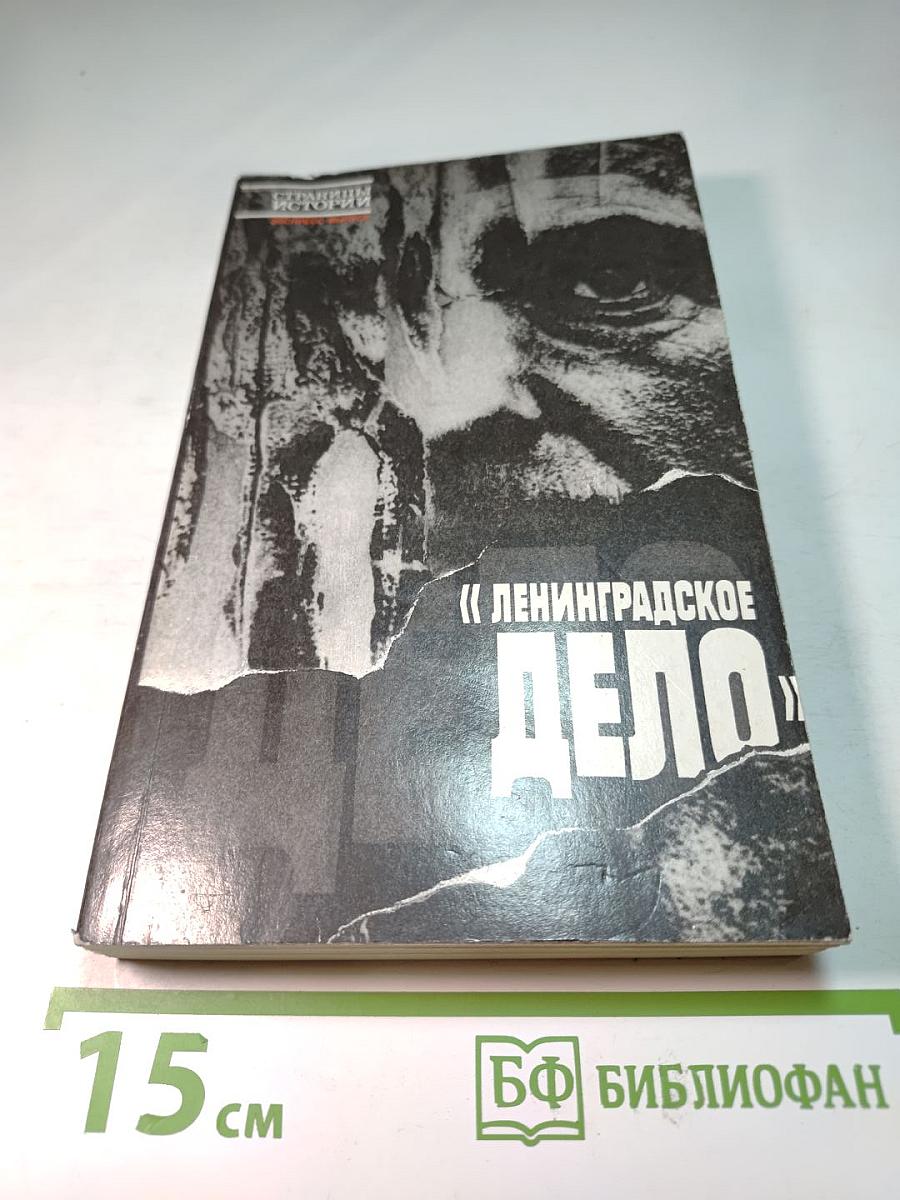 СТРАНИЦЫ
ИСТОРИИ
« ЛЕНИНГРАДСКОЕ
ДЕЛО »
15 см
БФ БИБЛИОФАН